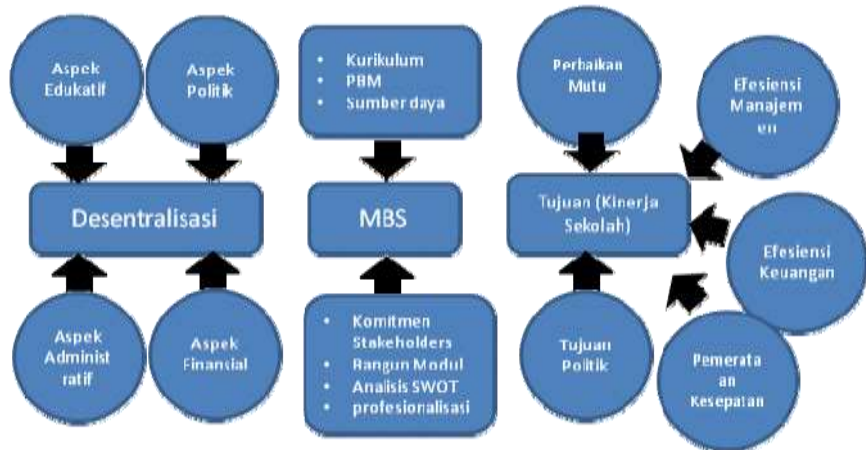 Aspek
Edukatif
Aspek
Politik
• Kurikulum
• PBM
• Sumber daya
Perbaikan
Mutu
Efesiensi
Manajem
en
Desentralisasi
MBS
Tujuan (Kinerja
Sekolah)
Efesiensi
Keuangan
Aspek
Administ
ratif
Aspek
Finansial
• Komitmen
Stakeholders
• Bangun Modul
• Analisis SWOT
• profesionalisasi
Tujuan
Politik
Pemerata
an
Kesepatan